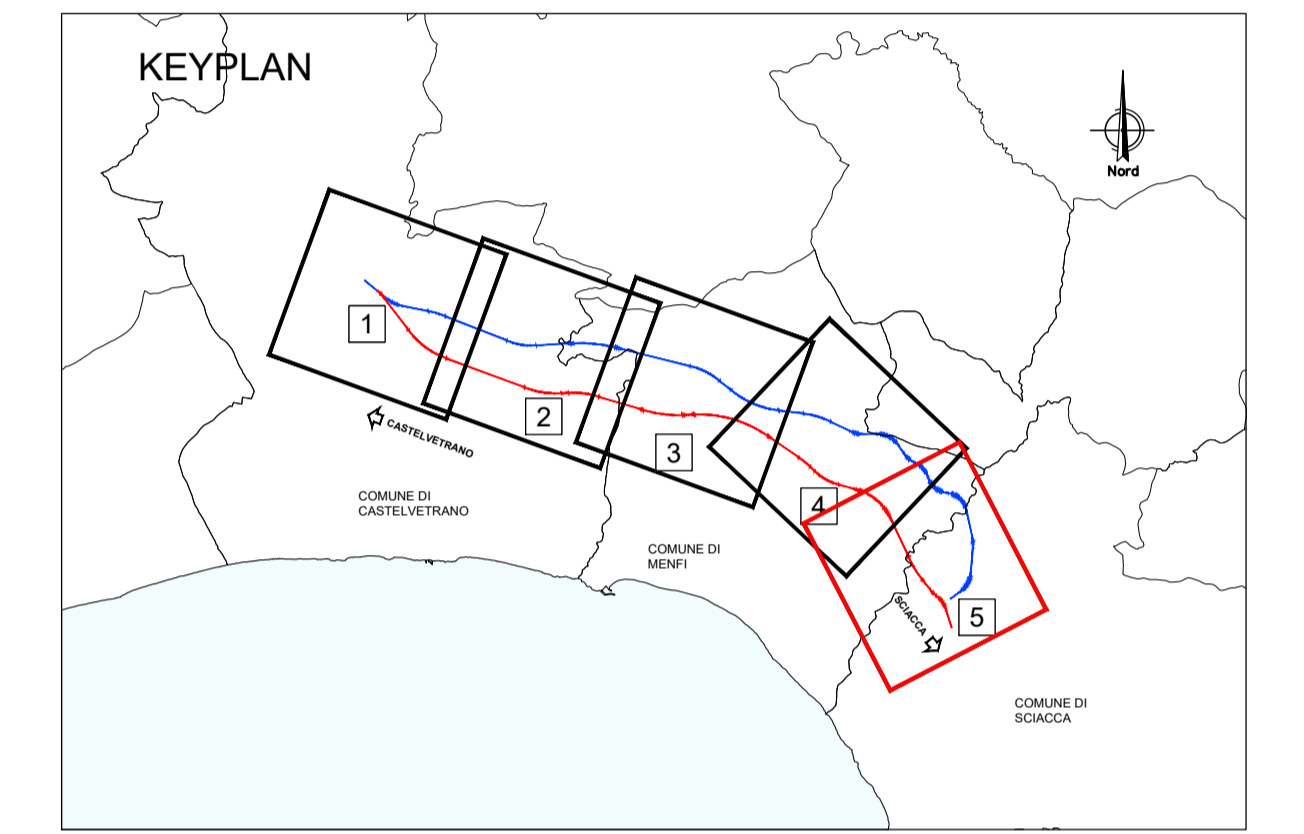 KEYPLAN
Nord
1
CASTELVETRANO
2
3
4
COMUNE DI
CASTELVETRANO
COMUNE DI
MENFI
SCIACCA
5
COMUNE DI
SCIACCA